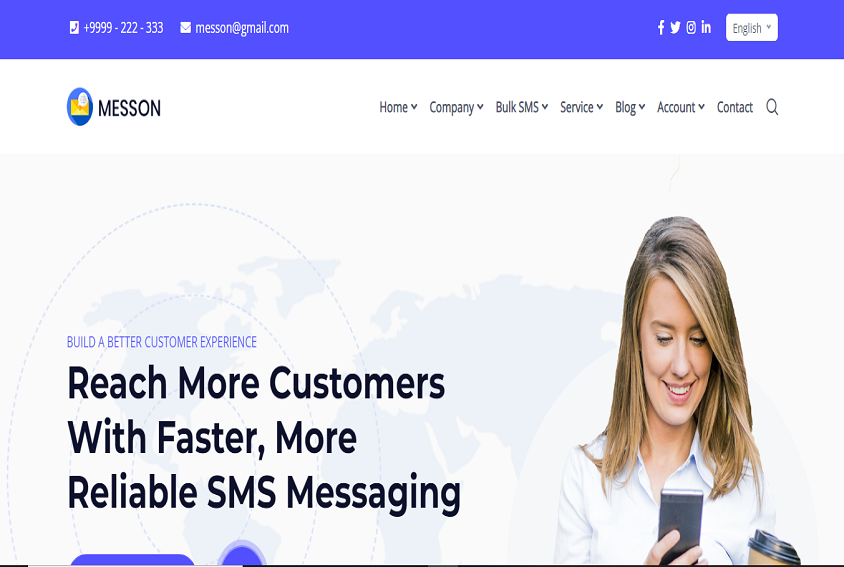 +9999 - 222 - 333 messon@gmail.com English
MESSON Home Company Bulk SMS Service Blog Account Contact
BUILD A BETTER CUSTOMER EXPERIENCE
Reach More Customers
With Faster, More
Reliable SMS Messaging